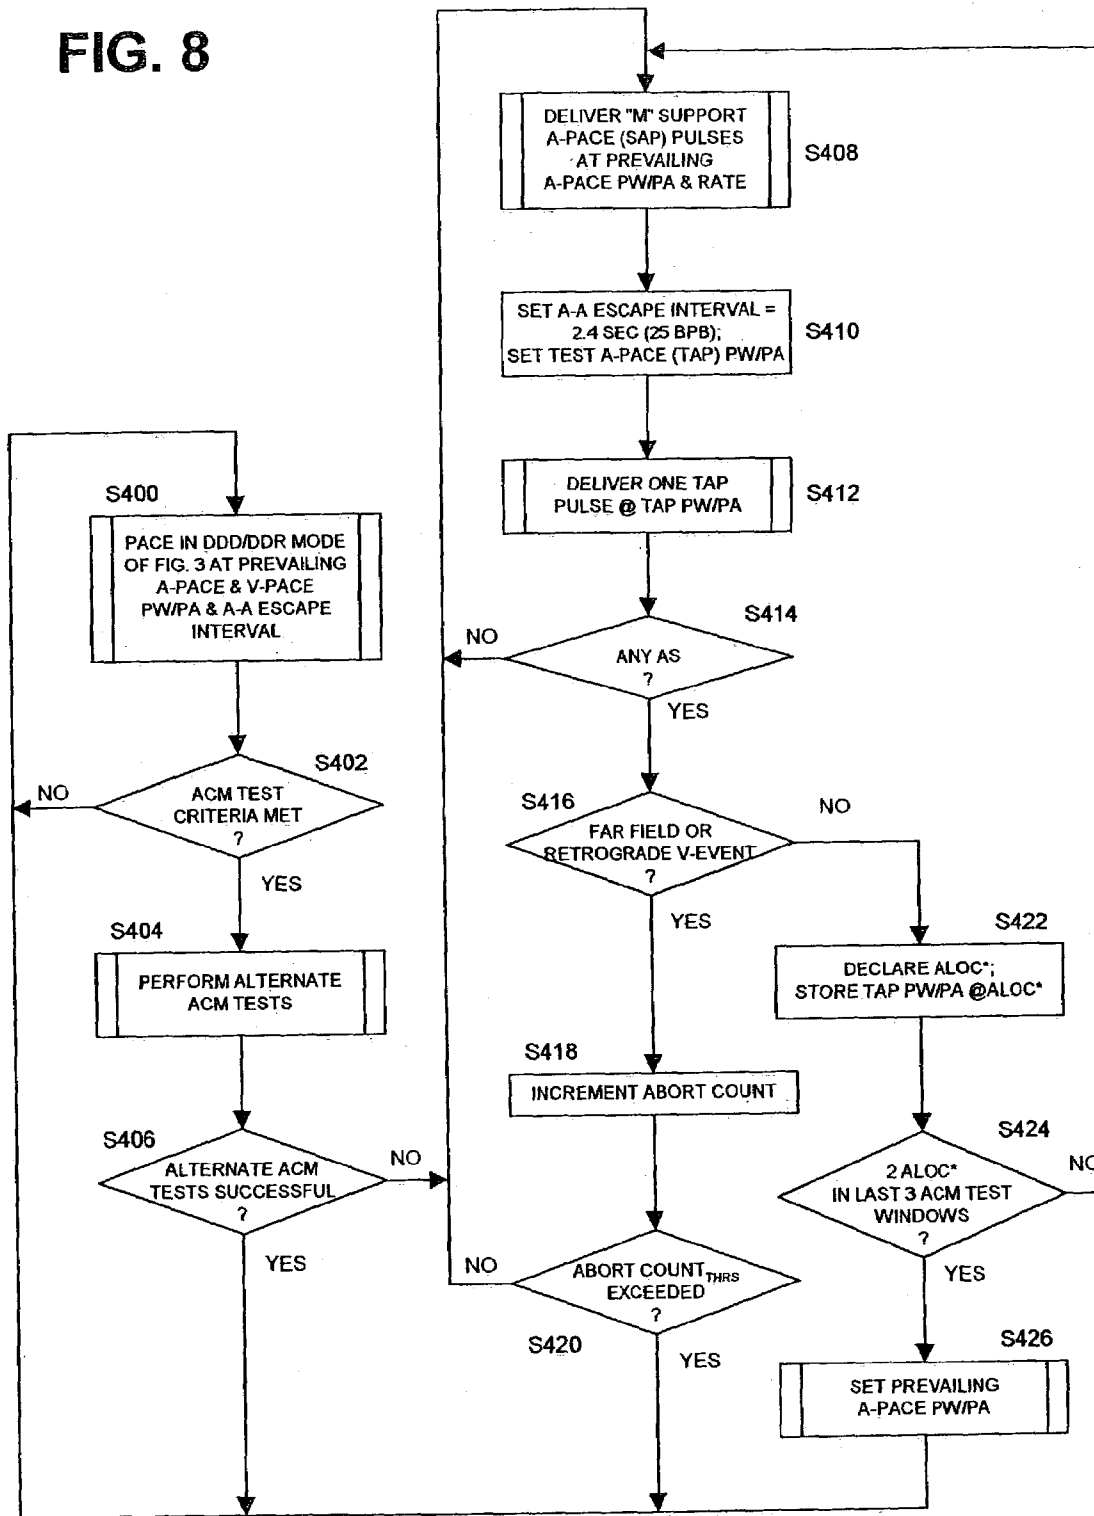 FIG. 8
DELIVER "M" SUPPORT
A-PACE (SAP) PULSES
AT PREVAILING
A-PACE PW/PA & RATE
S408
SET A-A ESCAPE INTERVAL =
2.4 SEC (25 BPB);
SET TEST A-PACE (TAP) PW/PA
S410
DELIVER ONE TAP
PULSE @ TAP PW/PA
S412
S414
NO
ANY AS
?
YES
S416
NO
FAR FIELD OR
RETROGRADE V-EVENT
?
YES
S418
INCREMENT ABORT COUNT
NO
ABORT COUNT THRS
EXCEEDED
?
S420
YES
S422
DECLARE ALOC*;
STORE TAP PW/PA @ALOC*
S424
NO
2 ALOC*
IN LAST 3 ACM TEST
WINDOWS
?
YES
S426
SET PREVAILING
A-PACE PW/PA
S400
PACE IN DDD/DDR MODE
OF FIG. 3 AT PREVAILING
A-PACE & V-PACE
PW/PA & A-A ESCAPE
INTERVAL
S402
NO
ACM TEST
CRITERIA MET
?
YES
S404
PERFORM ALTERNATE
ACM TESTS
S406
NO
ALTERNATE ACM
TESTS SUCCESSFUL
?
YES